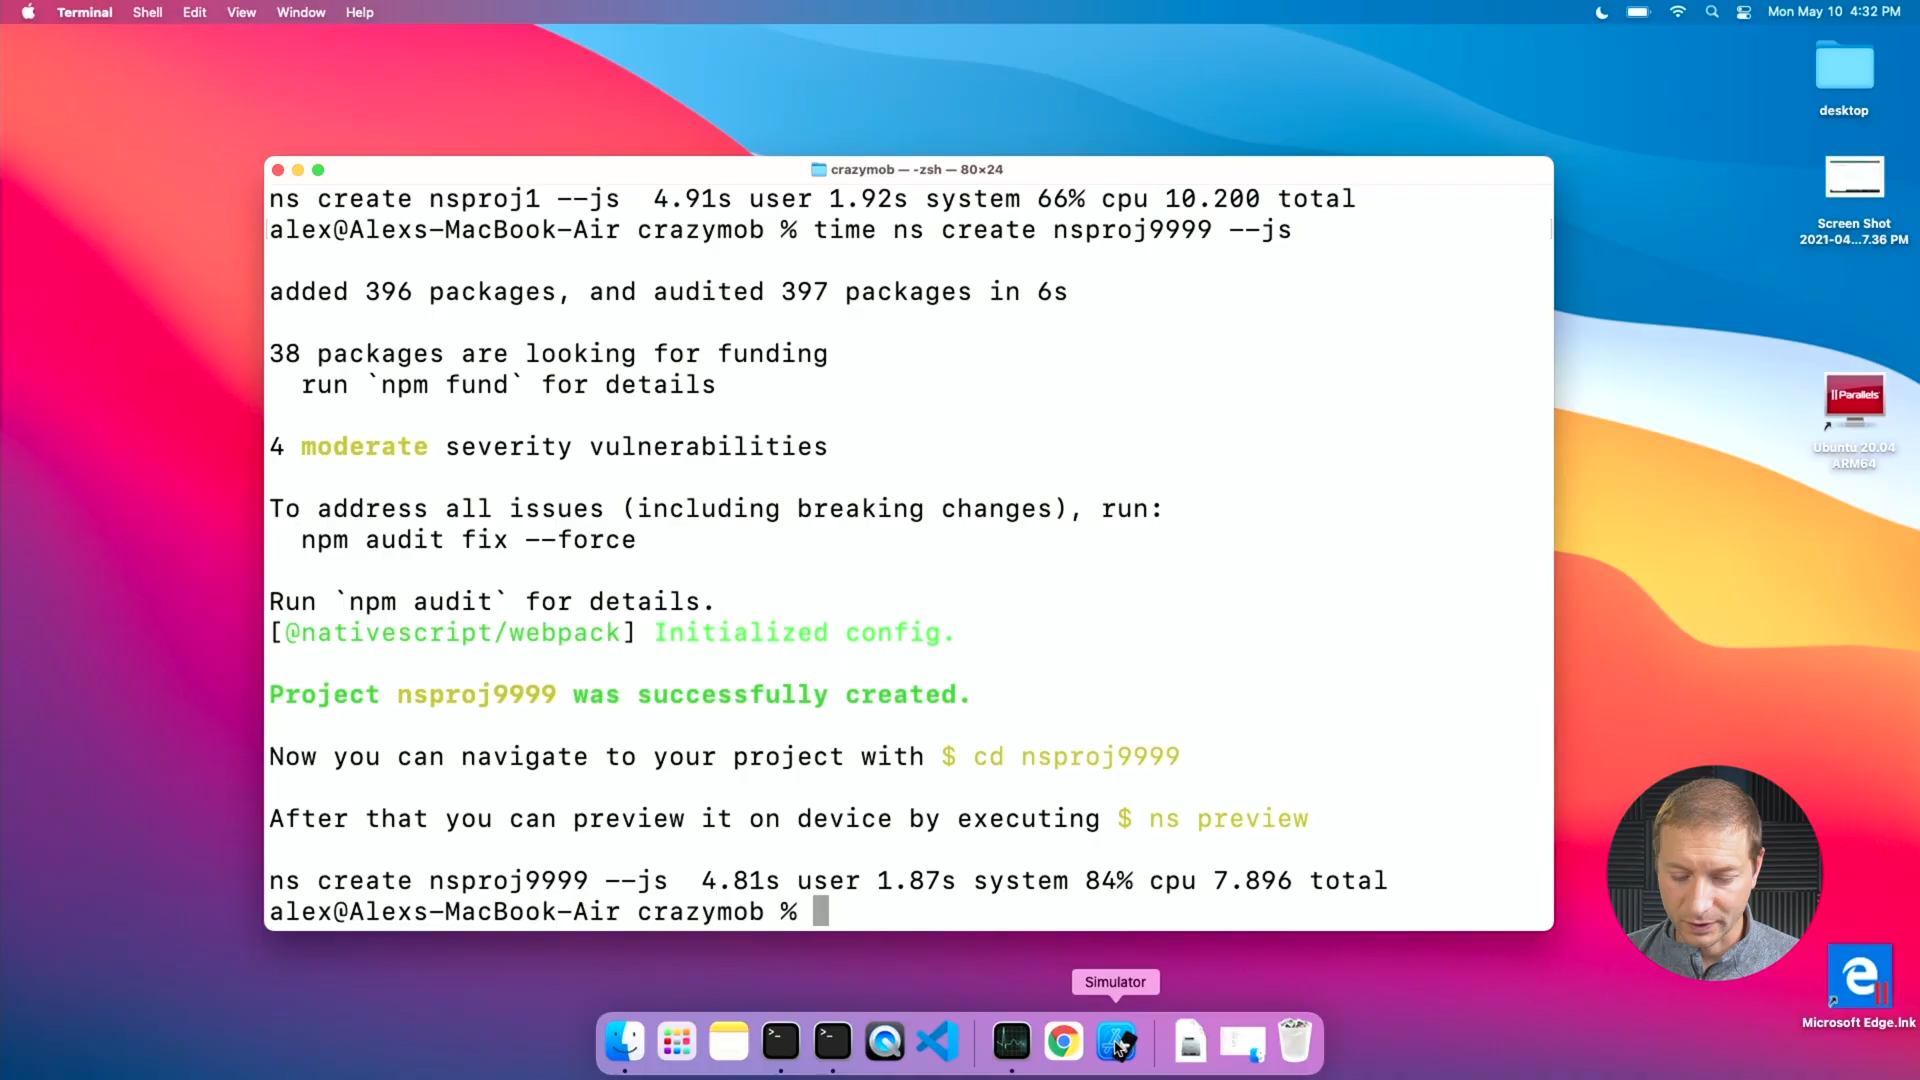 Terminal Shell Edit View Window Help
Mon May 10 4:32 PM
desktop
Screen Shot
2021-04...7.36 PM
Parallels
Ubuntu 20.04
ARM64
crazymob — -zsh — 80×24
ns create nsproj1 --js  4.91s user 1.92s system 66% cpu 10.200 total
alex@Alexs-MacBook-Air crazymob % time ns create nsproj9999 --js
added 396 packages, and audited 397 packages in 6s
38 packages are looking for funding
run `npm fund` for details
4 moderate severity vulnerabilities
To address all issues (including breaking changes), run:
npm audit fix --force
Run `npm audit` for details.
[@nativescript/webpack] Initialized config.
Project nsproj9999 was successfully created.
Now you can navigate to your project with $ cd nsproj9999
After that you can preview it on device by executing $ ns preview
ns create nsproj9999 --js  4.81s user 1.87s system 84% cpu 7.896 total
alex@Alexs-MacBook-Air crazymob %
Simulator
Microsoft Edge.lnk